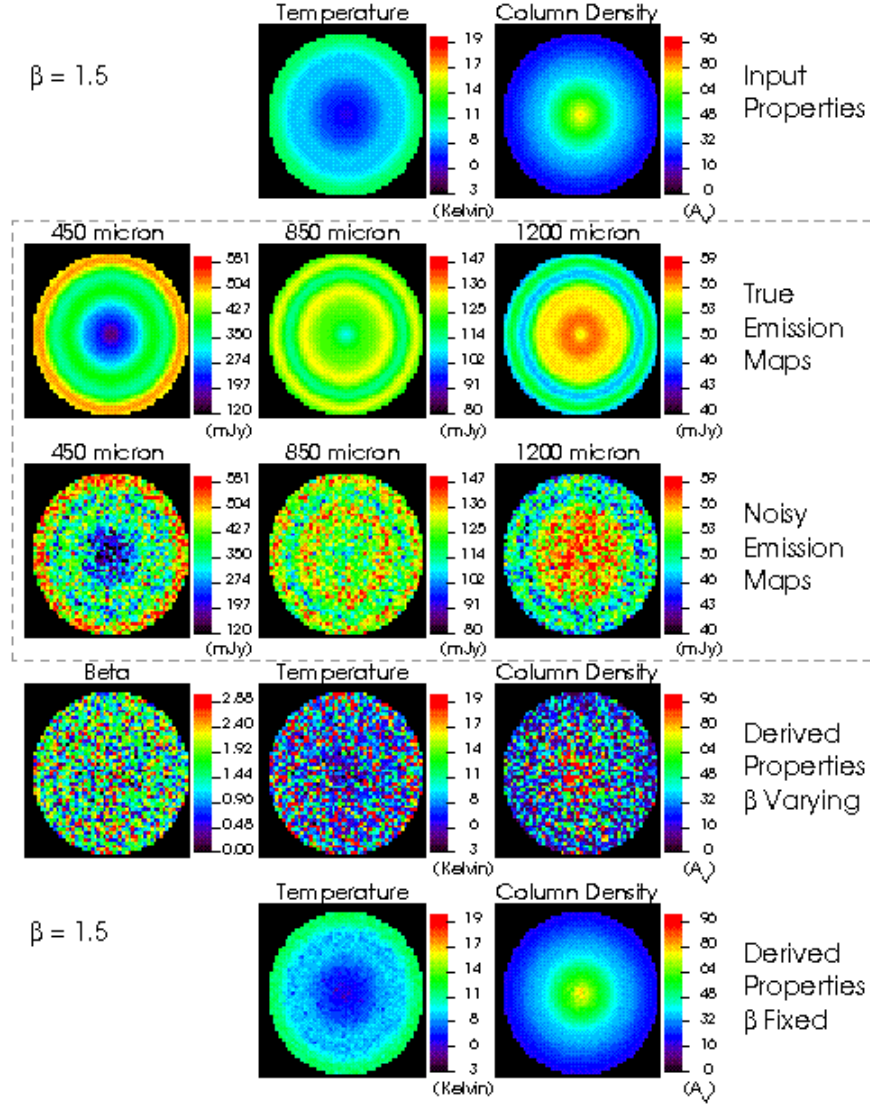 Temperature
Column Density
β = 1.5
19
17
14
11
8
6
3
(Kelvin)
90
80
64
48
32
16
0
(Aᵥ)
Input
Properties
450 micron
850 micron
1200 micron
581
504
427
350
274
197
120
(mJy)
147
136
125
114
102
91
80
(mJy)
59
56
53
50
46
43
40
(mJy)
True
Emission
Maps
450 micron
850 micron
1200 micron
581
504
427
350
274
197
120
(mJy)
147
136
125
114
102
91
80
(mJy)
59
56
53
50
46
43
40
(mJy)
Noisy
Emission
Maps
Beta
Temperature
Column Density
2.88
2.40
1.92
1.44
0.96
0.48
0.00
19
17
14
11
8
6
3
(Kelvin)
90
80
64
48
32
16
0
(Aᵥ)
Derived
Properties
β Varying
Temperature
Column Density
β = 1.5
19
17
14
11
8
6
3
(Kelvin)
90
80
64
48
32
16
0
(Aᵥ)
Derived
Properties
β Fixed